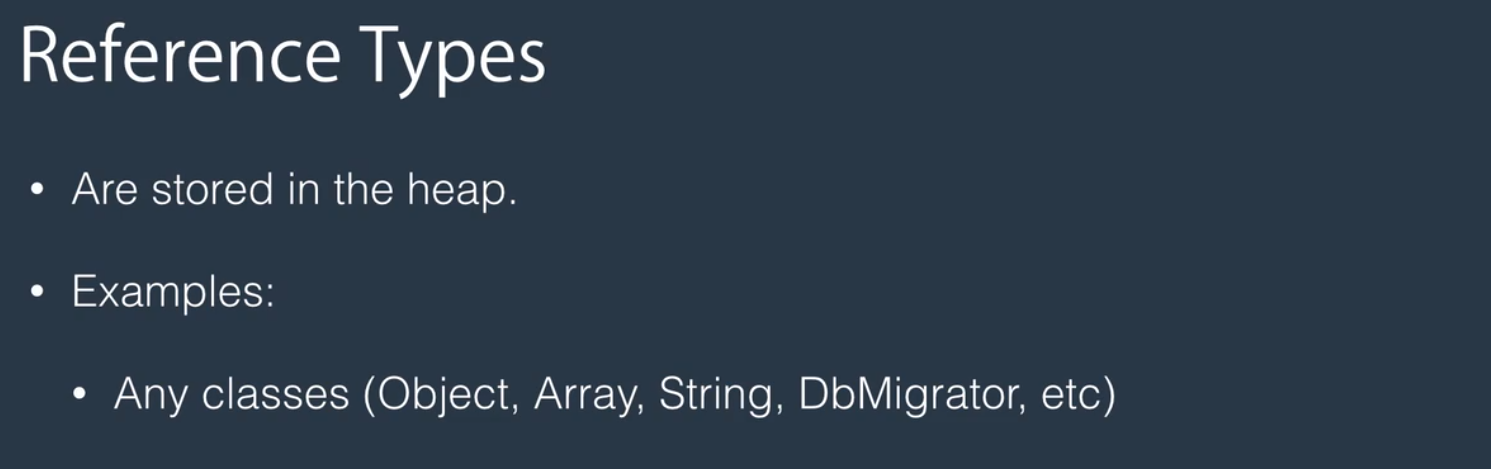 Reference Types
• Are stored in the heap.
• Examples:
• Any classes (Object, Array, String, DbMigrator, etc)